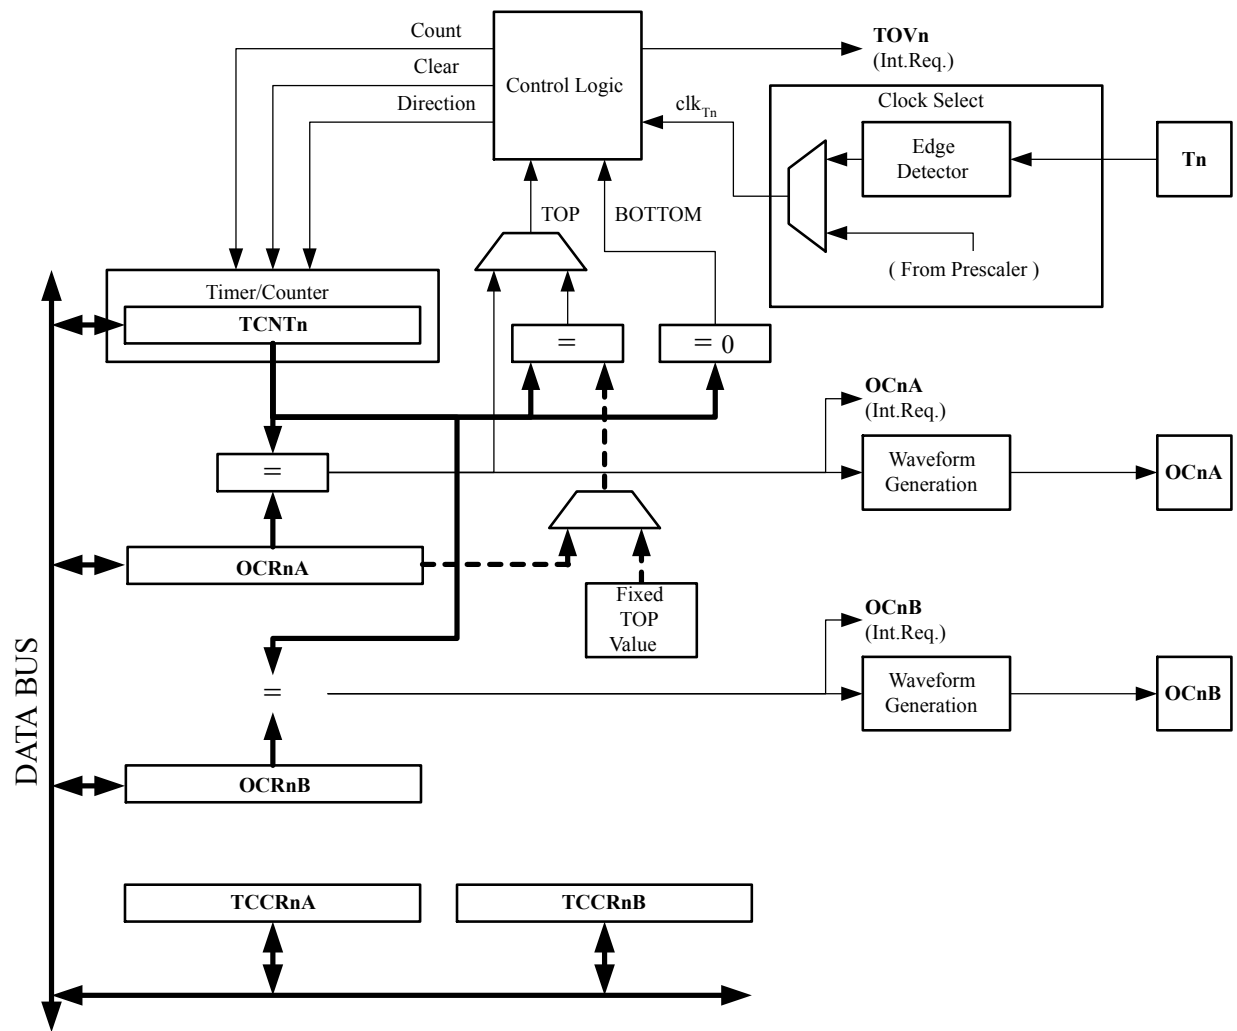 Count
Clear
Direction
Control Logic
TOVn
(Int.Req.)
clkTn
Clock Select
Edge
Detector
Tn
TOP
BOTTOM
( From Prescaler )
Timer/Counter
TCNTn
=
= 0
OCnA
(Int.Req.)
=
Waveform
Generation
OCnA
OCRnA
Fixed
TOP
Value
OCnB
(Int.Req.)
=
Waveform
Generation
OCnB
DATA BUS
OCRnB
TCCRnA
TCCRnB